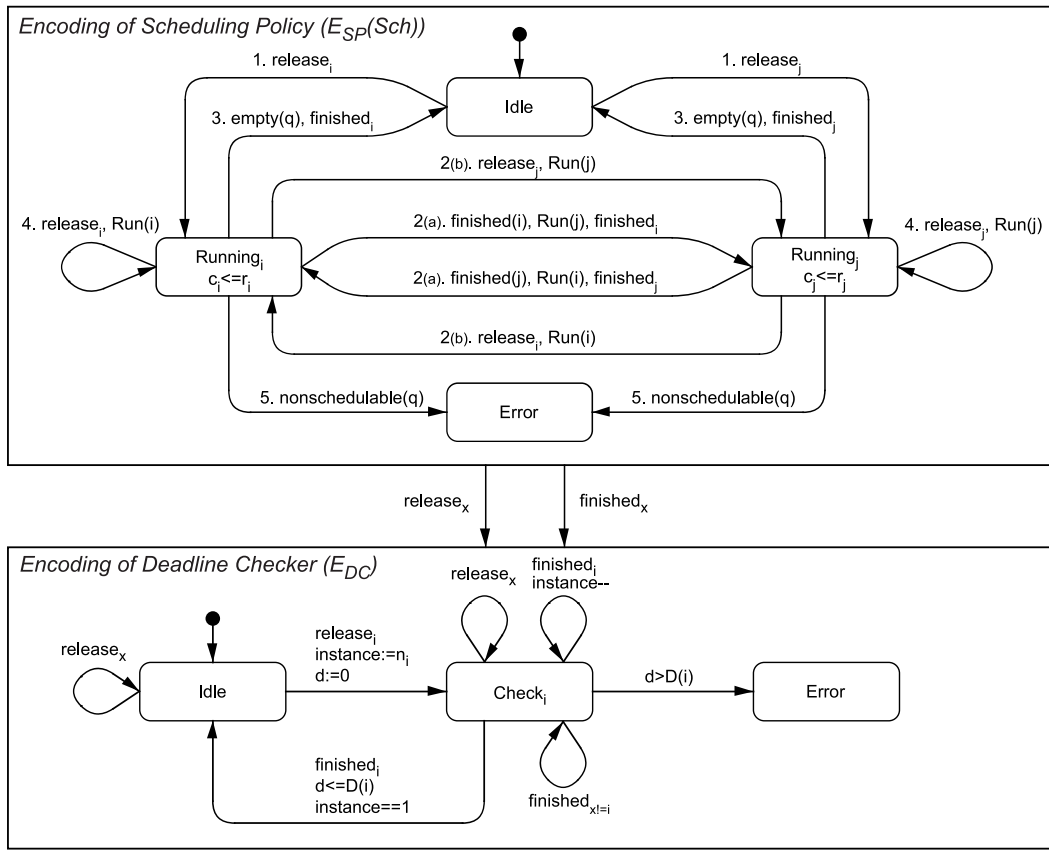 Encoding of Scheduling Policy (E_SP(Sch))
1. release_i
1. release_j
Idle
3. empty(q), finished_i
3. empty(q), finished_j
2(b). release_j, Run(j)
4. release_i, Run(i)
2(a). finished(i), Run(j), finished_i
4. release_j, Run(j)
Running_i
c_i<=r_i
Running_j
c_j<=r_j
2(a). finished(j), Run(i), finished_j
2(b). release_i, Run(i)
5. nonschedulable(q)
Error
5. nonschedulable(q)
release_x
finished_x
Encoding of Deadline Checker (E_DC)
release_x
finished_i
instance--
release_x
release_i
instance:=n_i
d:=0
Idle
Check_i
d>D(i)
Error
finished_i
d<=D(i)
instance==1
finished_x!=i